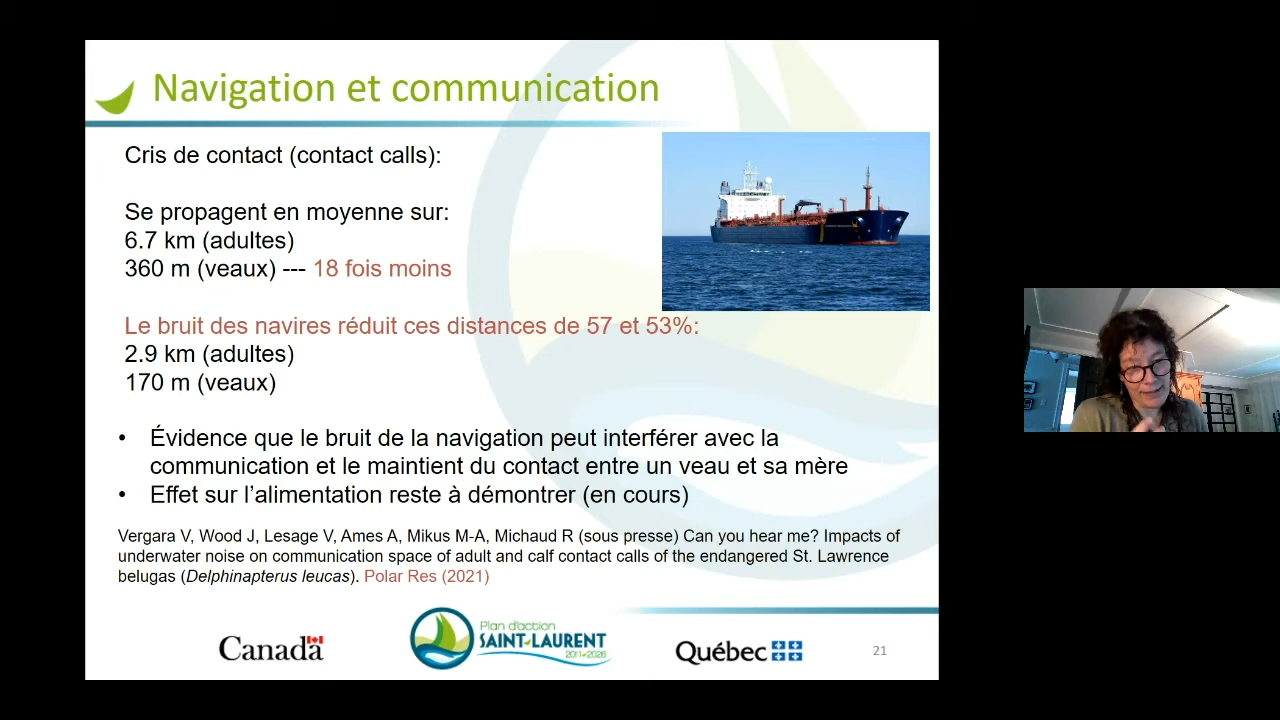 Navigation et communication
Cris de contact (contact calls):
Se propagent en moyenne sur:
6.7 km (adultes)
360 m (veaux) --- 18 fois moins
Le bruit des navires réduit ces distances de 57 et 53%:
2.9 km (adultes)
170 m (veaux)
• Évidence que le bruit de la navigation peut interférer avec la
communication et le maintient du contact entre un veau et sa mère
• Effet sur l’alimentation reste à démontrer (en cours)
Vergara V, Wood J, Lesage V, Ames A, Mikus M-A, Michaud R (sous presse) Can you hear me? Impacts of
underwater noise on communication space of adult and calf contact calls of the endangered St. Lawrence
belugas (Delphinapterus leucas). Polar Res (2021)
Canada
Plan d'action
SAINT-LAURENT
2011 2026
Québec
21